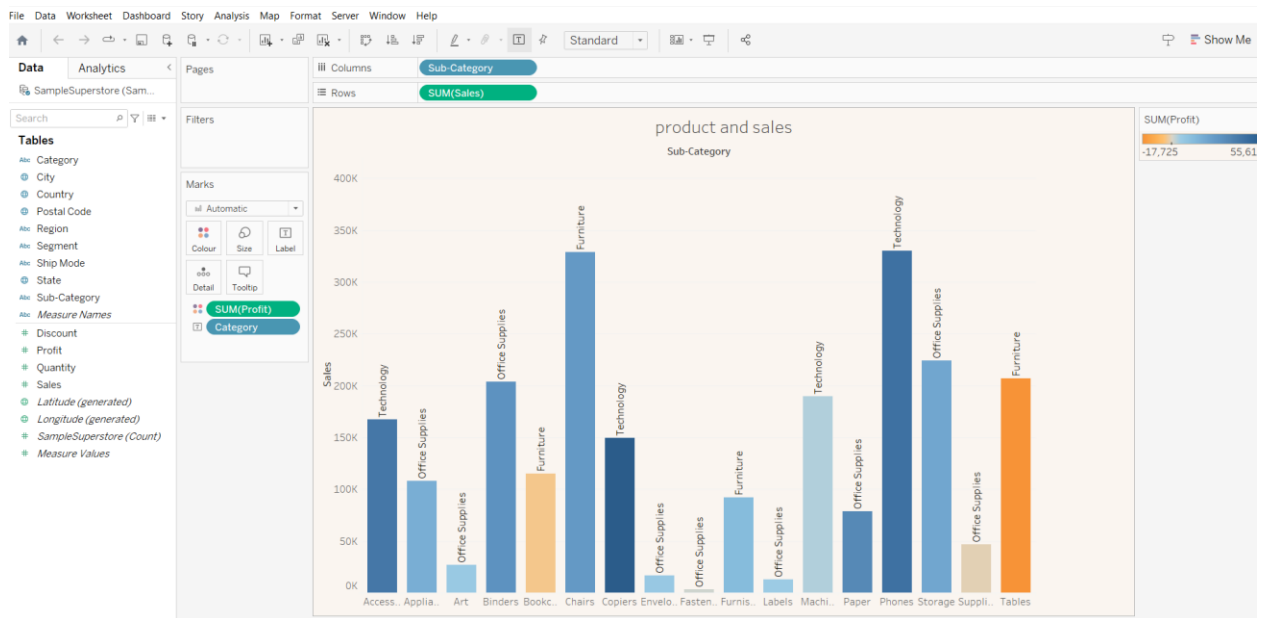 File Data Worksheet Dashboard Story Analysis Map Format Server Window Help
Standard
Show Me
Data Analytics
SampleSuperstore (Sam...
Search
Tables
Abc Category
City
Country
Postal Code
Abc Region
Abc Segment
Abc Ship Mode
State
Abc Sub-Category
Abc Measure Names
# Discount
# Profit
# Quantity
# Sales
Latitude (generated)
Longitude (generated)
# SampleSuperstore (Count)
# Measure Values
Pages
Filters
Marks
Automatic
Colour Size Label
Detail Tooltip
SUM(Profit)
Category
Columns Sub-Category
Rows SUM(Sales)
product and sales
Sub-Category
Sales
400K
350K
300K
250K
200K
150K
100K
50K
0K
Technology
Office Supplies
Office Supplies
Office Supplies
Furniture
Furniture
Technology
Office Supplies
Office Supplies
Furniture
Office Supplies
Technology
Office Supplies
Technology
Office Supplies
Office Supplies
Furniture
Access.. Applia.. Art Binders Bookc.. Chairs Copiers Envelo.. Fasten.. Furnis.. Labels Machi.. Paper Phones Storage Suppli.. Tables
SUM(Profit)
-17,725 55,61